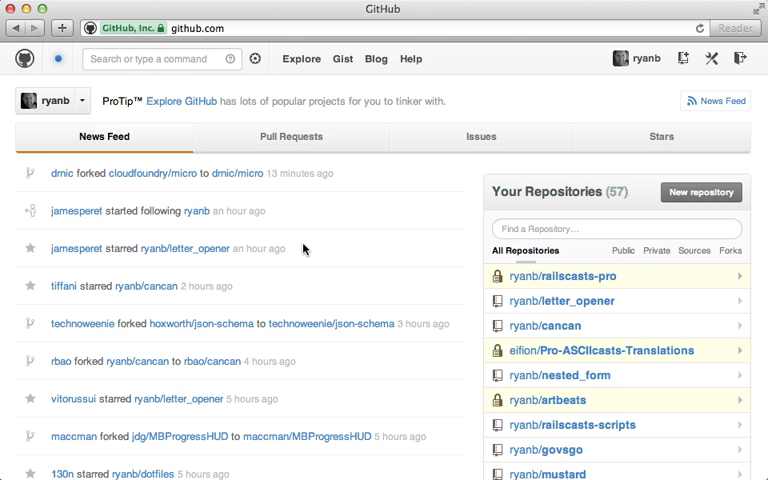 GitHub
GitHub, Inc. github.com
Reader
Search or type a command
Explore Gist Blog Help
ryanb
ryanb
ProTip™ Explore GitHub has lots of popular projects for you to tinker with.
News Feed
News Feed Pull Requests Issues Stars
drnic forked cloudfoundry/micro to drnic/micro 13 minutes ago
jamesperet started following ryanb an hour ago
jamesperet starred ryanb/letter_opener an hour ago
tiffani starred ryanb/cancan 2 hours ago
technoweenie forked hoxworth/json-schema to technoweenie/json-schema 3 hours ago
rbao forked ryanb/cancan to rbao/cancan 4 hours ago
vitorussui starred ryanb/letter_opener 5 hours ago
maccman forked jdg/MBProgressHUD to maccman/MBProgressHUD 5 hours ago
130n starred ryanb/dotfiles 5 hours ago
Your Repositories (57) New repository
Find a Repository…
All Repositories Public Private Sources Forks
ryanb/railscasts-pro
ryanb/letter_opener
ryanb/cancan
eifion/Pro-ASCIIcasts-Translations
ryanb/nested_form
ryanb/artbeats
ryanb/railscasts-scripts
ryanb/govsgo
ryanb/mustard